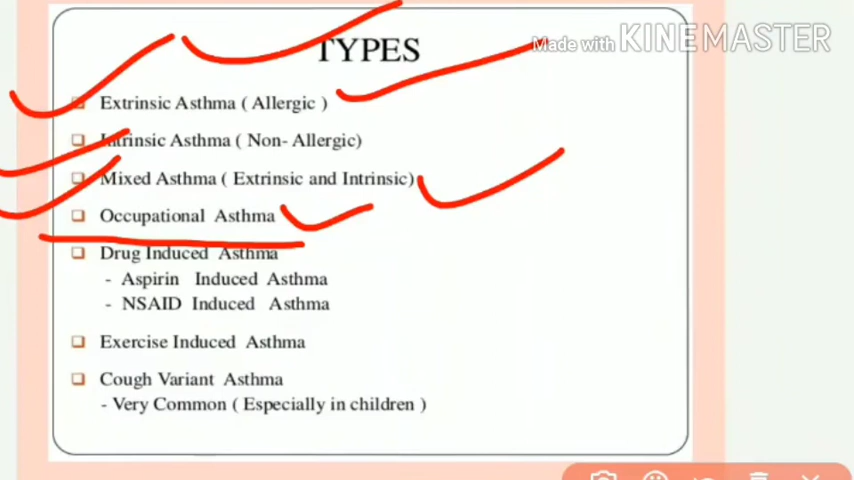 TYPES
Made with KINEMASTER
Extrinsic Asthma ( Allergic )
Intrinsic Asthma ( Non- Allergic)
Mixed Asthma ( Extrinsic and Intrinsic)
Occupational Asthma
Drug Induced Asthma
- Aspirin Induced Asthma
- NSAID Induced Asthma
Exercise Induced Asthma
Cough Variant Asthma
- Very Common ( Especially in children )